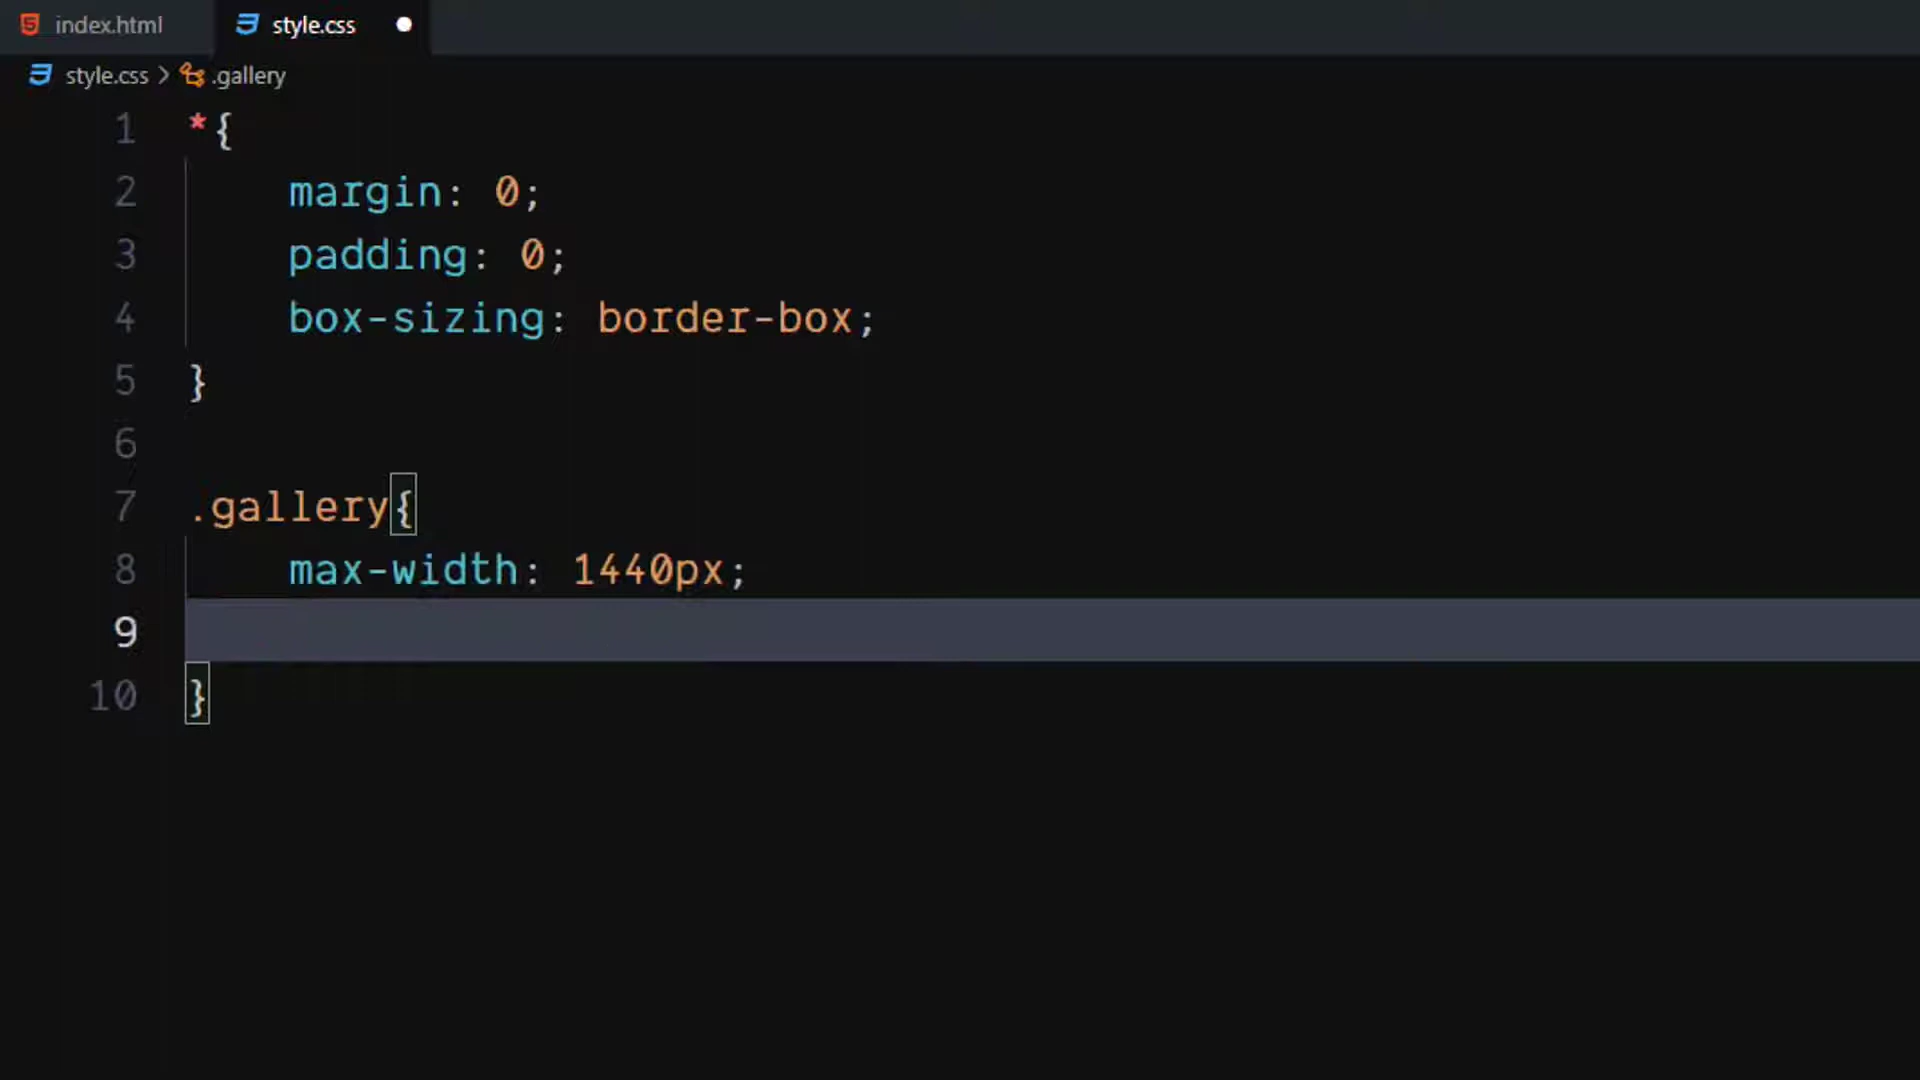 index.html style.css
style.css > .gallery
1 *{
2     margin: 0;
3     padding: 0;
4     box-sizing: border-box;
5 }
6
7 .gallery{
8     max-width: 1440px;
9
10 }